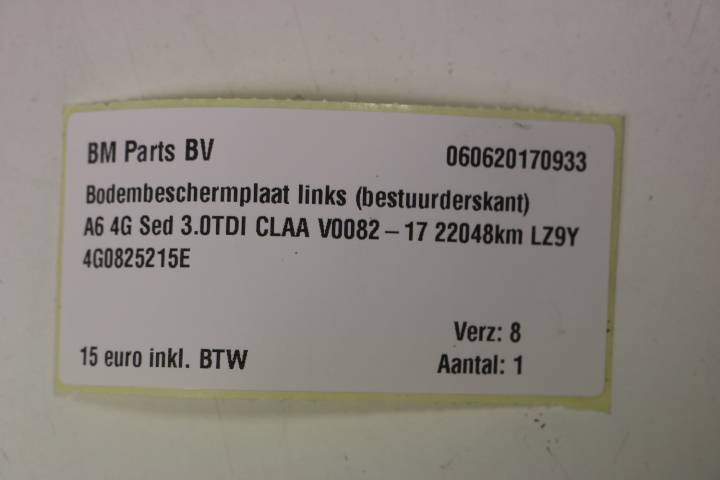 BM Parts BV 060620170933
Bodembeschermplaat links (bestuurderskant)
A6 4G Sed 3.0TDI CLAA V0082 – 17 22048km LZ9Y
4G0825215E
Verz: 8
15 euro inkl. BTW Aantal: 1